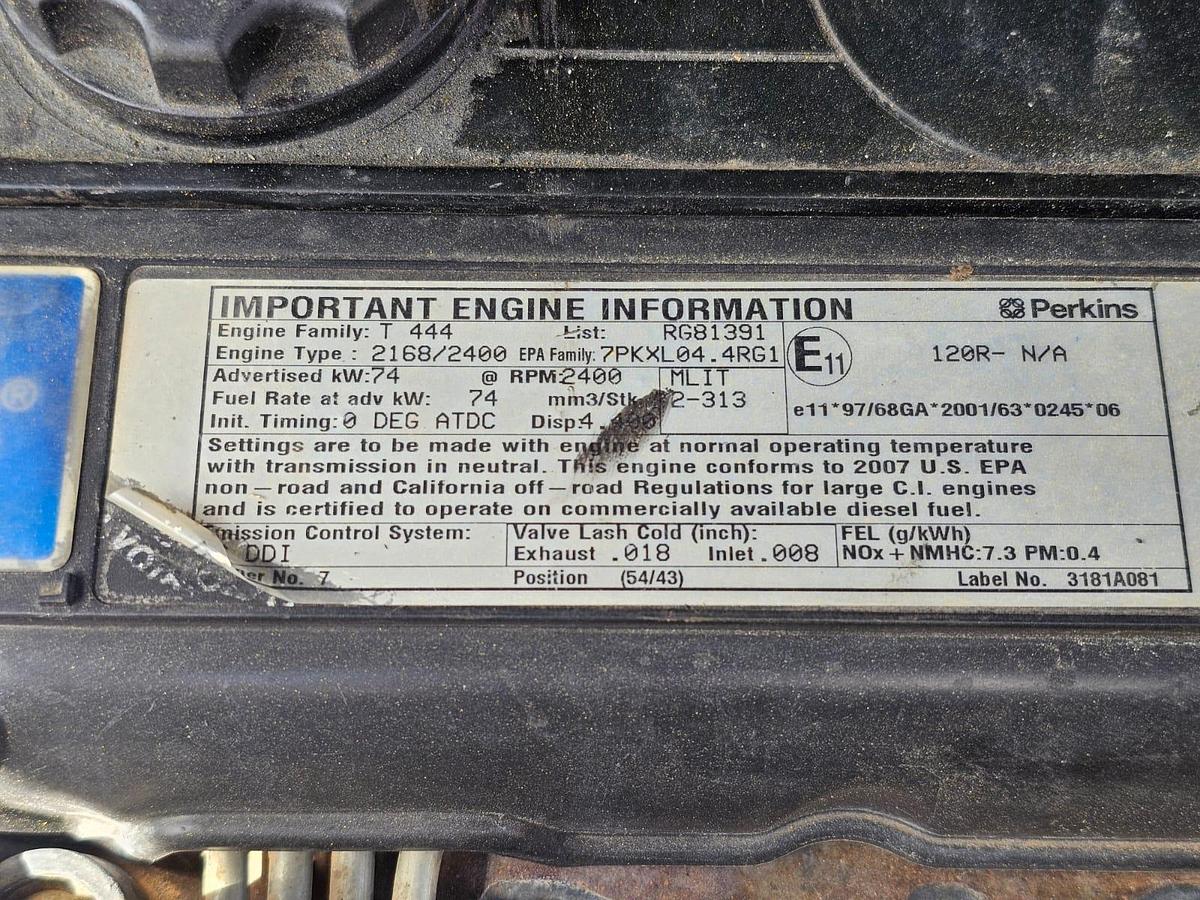 IMPORTANT ENGINE INFORMATION Perkins
Engine Family: T 444 List: RG81391
Engine Type : 2168/2400 EPA Family: 7PKXL04.4RG1
E11 120R- N/A
Advertised kW: 74 @ RPM: 2400 MLIT
Fuel Rate at adv kW: 74 mm3/Stk 2-313
e11*97/68GA*2001/63*0245*06
Init. Timing: 0 DEG ATDC Disp:
Settings are to be made with engine at normal operating temperature
with transmission in neutral. This engine conforms to 2007 U.S. EPA
non-road and California off-road Regulations for large C.I. engines
and is certified to operate on commercially available diesel fuel.
Control System: Valve Lash Cold (inch): FEL (g/kWh)
DDI Exhaust .018 Inlet .008 NOx+NMHC: 7.3 PM: 0.4
No. 7 Position (54/43) Label No. 3181A081
®